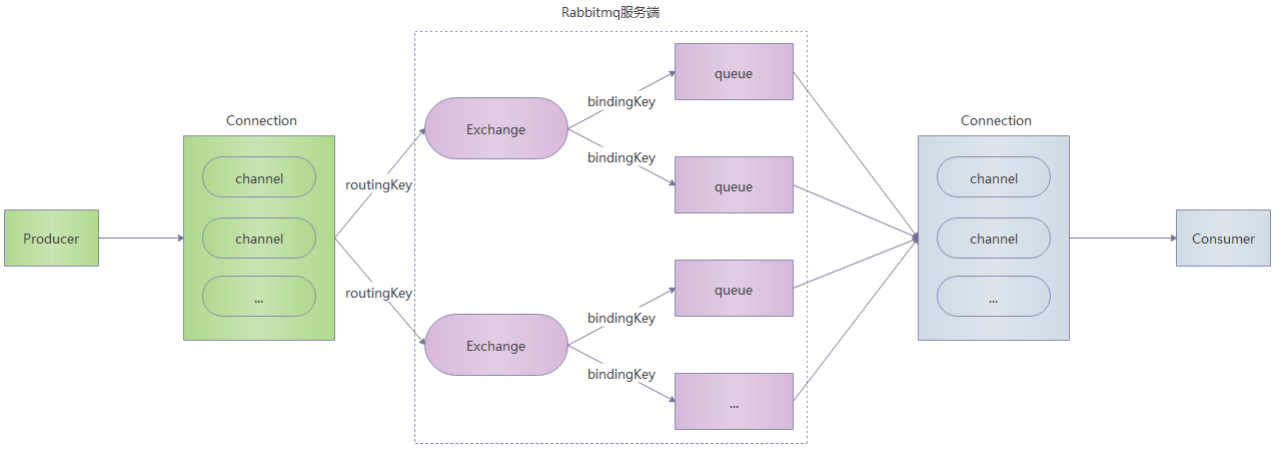 Rabbitmq服务端
Producer
Connection
channel
channel
...
routingKey
routingKey
Exchange
bindingKey
bindingKey
queue
queue
Exchange
bindingKey
bindingKey
queue
...
Connection
channel
channel
...
Consumer